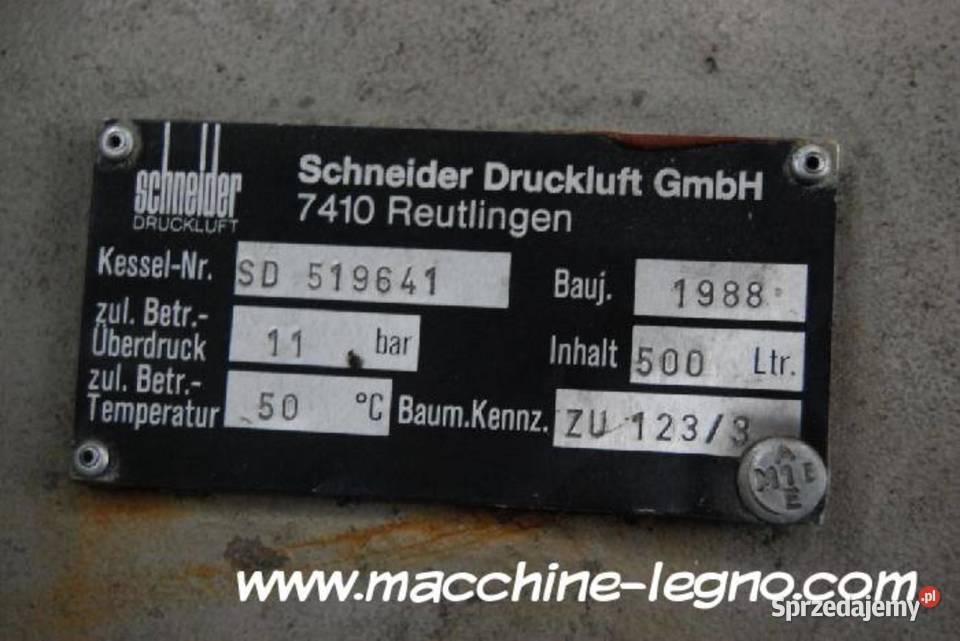 schneider
DRUCKLUFT
Schneider Druckluft GmbH
7410 Reutlingen
Kessel-Nr. SD 519641
Bauj. 1988
zul. Betr.-
Überdruck 11 bar
Inhalt 500 Ltr.
zul. Betr.-
Temperatur 50 °C
Baum.Kennz. ZU 123/3
www.macchine-legno.com
Sprzedajemy.pl